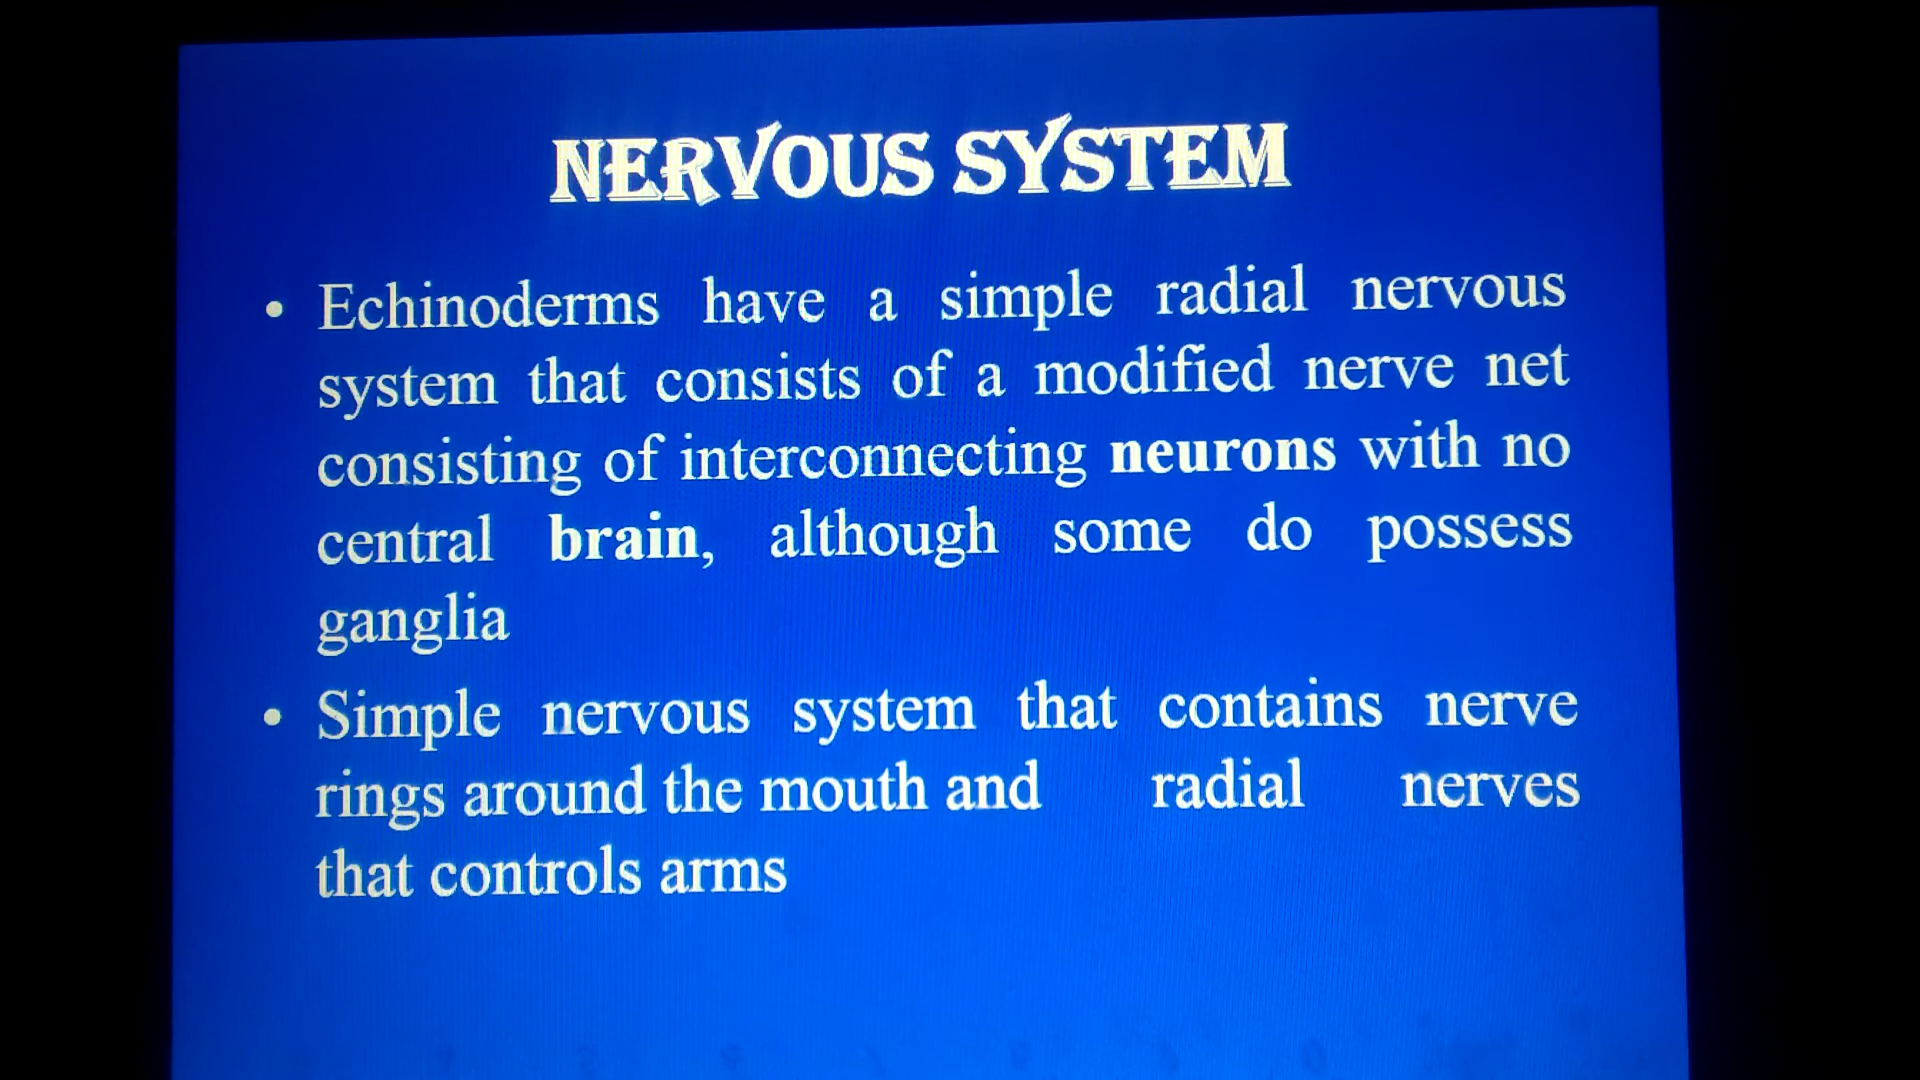 NERVOUS SYSTEM
• Echinoderms have a simple radial nervous
system that consists of a modified nerve net
consisting of interconnecting neurons with no
central brain, although some do possess
ganglia
• Simple nervous system that contains nerve
rings around the mouth and radial nerves
that controls arms